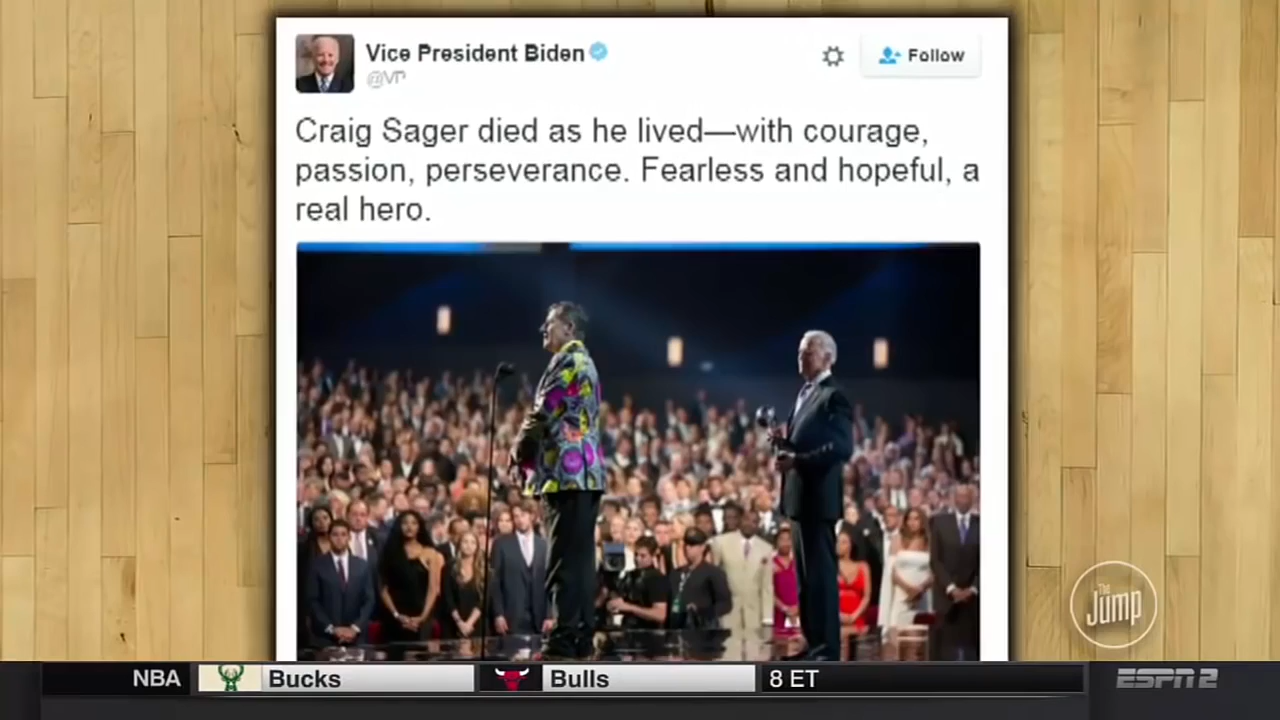 Vice President Biden
@VP
Follow
Craig Sager died as he lived—with courage,
passion, perseverance. Fearless and hopeful, a
real hero.
The Jump
NBA Bucks Bulls 8 ET ESPN2